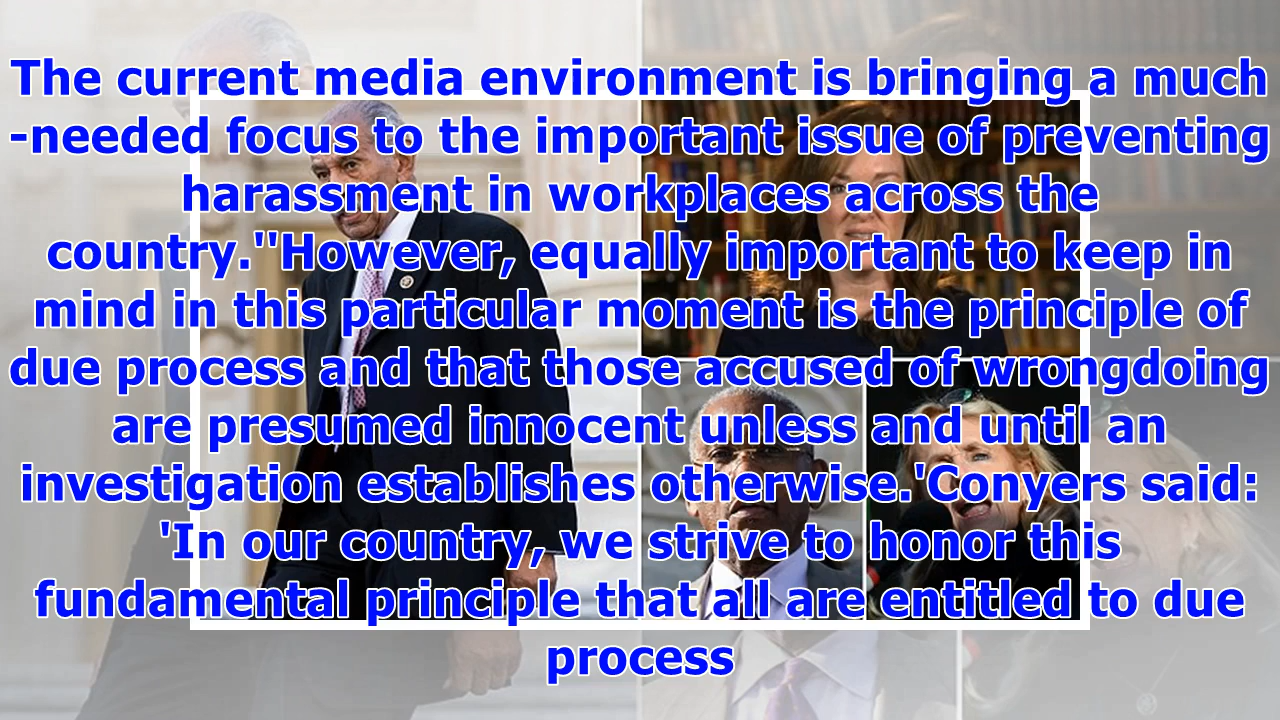 The current media environment is bringing a much
-needed focus to the important issue of preventing
harassment in workplaces across the
country."However, equally important to keep in
mind in this particular moment is the principle of
due process and that those accused of wrongdoing
are presumed innocent unless and until an
investigation establishes otherwise.'Conyers said:
'In our country, we strive to honor this
fundamental principle that all are entitled to due
process